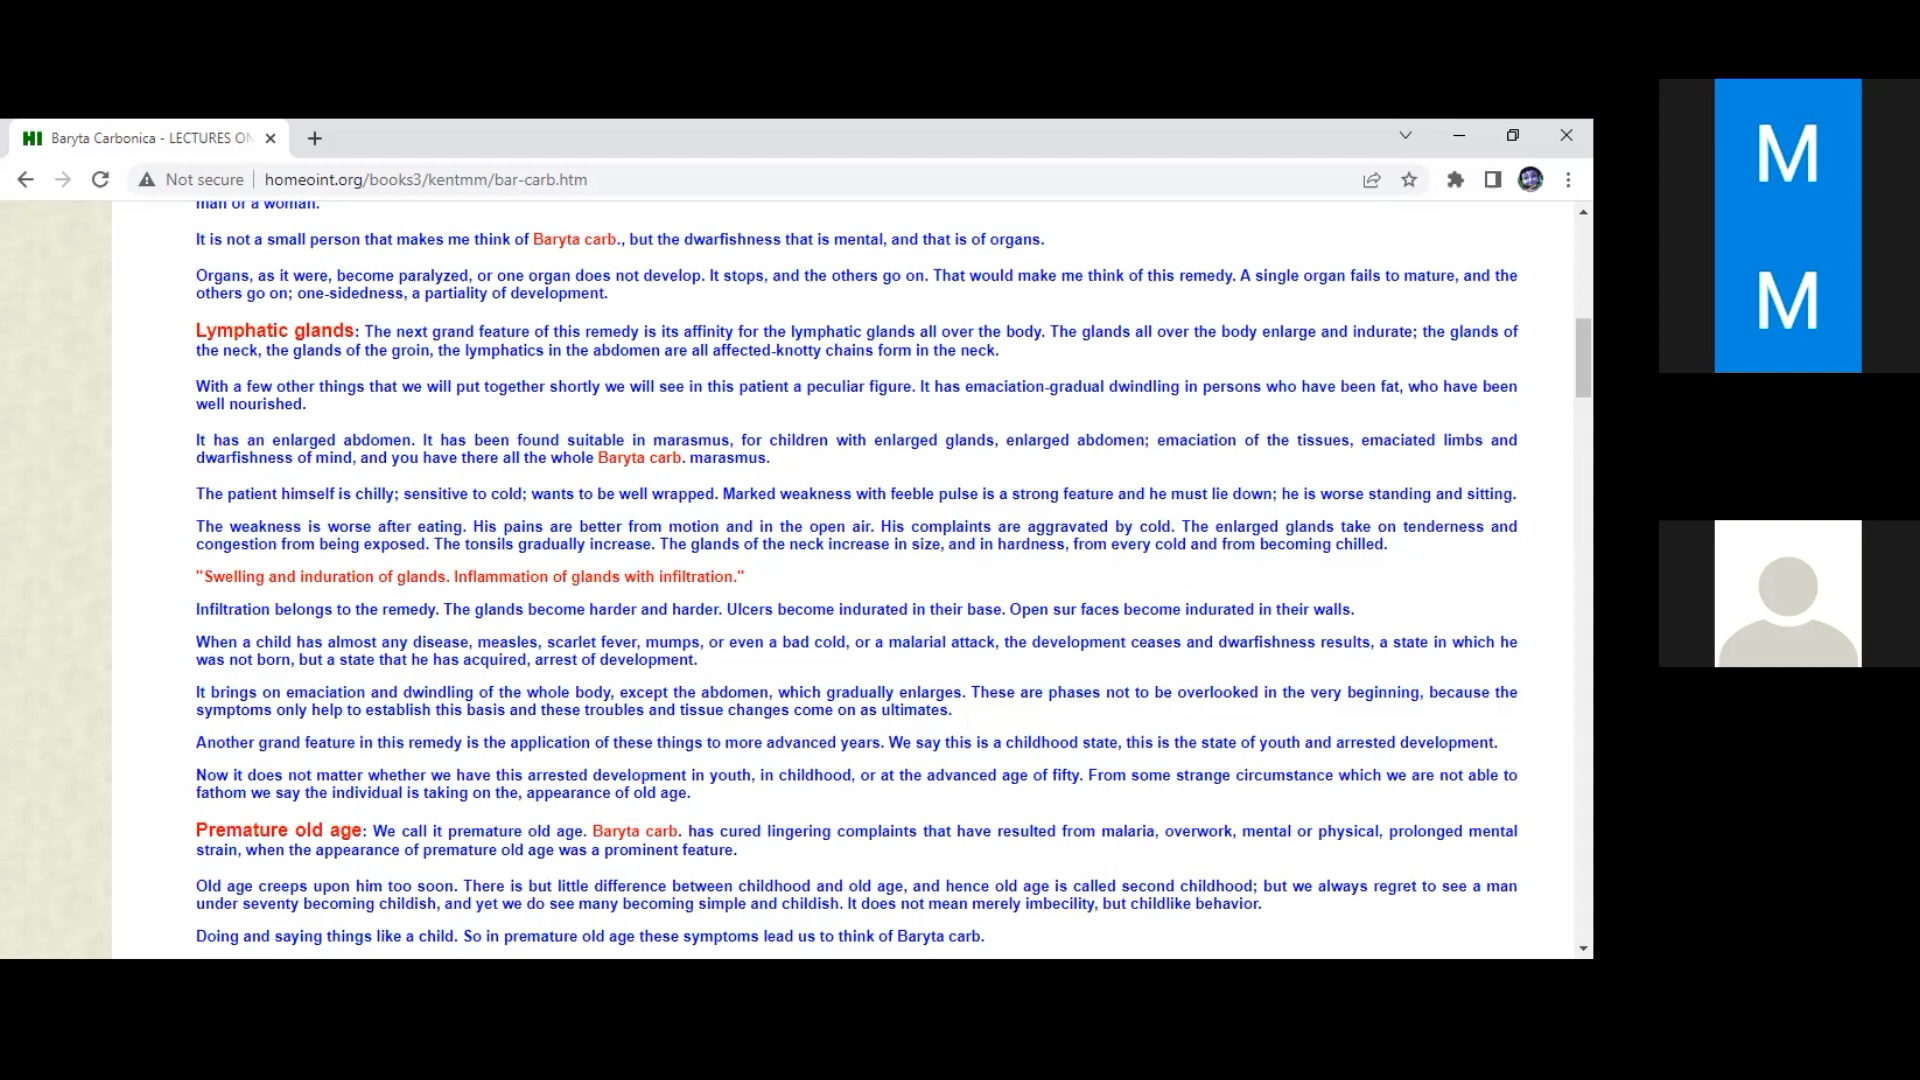 Baryta Carbonica - LECTURES ON
Not secure
homeoint.org/books3/kentmm/bar-carb.htm
man of a woman.
It is not a small person that makes me think of Baryta carb., but the dwarfishness that is mental, and that is of organs.
Organs, as it were, become paralyzed, or one organ does not develop. It stops, and the others go on. That would make me think of this remedy. A single organ fails to mature, and the
others go on; one-sidedness, a partiality of development.
Lymphatic glands: The next grand feature of this remedy is its affinity for the lymphatic glands all over the body. The glands all over the body enlarge and indurate; the glands of
the neck, the glands of the groin, the lymphatics in the abdomen are all affected-knotty chains form in the neck.
With a few other things that we will put together shortly we will see in this patient a peculiar figure. It has emaciation-gradual dwindling in persons who have been fat, who have been
well nourished.
It has an enlarged abdomen. It has been found suitable in marasmus, for children with enlarged glands, enlarged abdomen; emaciation of the tissues, emaciated limbs and
dwarfishness of mind, and you have there all the whole Baryta carb. marasmus.
The patient himself is chilly; sensitive to cold; wants to be well wrapped. Marked weakness with feeble pulse is a strong feature and he must lie down; he is worse standing and sitting.
The weakness is worse after eating. His pains are better from motion and in the open air. His complaints are aggravated by cold. The enlarged glands take on tenderness and
congestion from being exposed. The tonsils gradually increase. The glands of the neck increase in size, and in hardness, from every cold and from becoming chilled.
"Swelling and induration of glands. Inflammation of glands with infiltration."
Infiltration belongs to the remedy. The glands become harder and harder. Ulcers become indurated in their base. Open sur faces become indurated in their walls.
When a child has almost any disease, measles, scarlet fever, mumps, or even a bad cold, or a malarial attack, the development ceases and dwarfishness results, a state in which he
was not born, but a state that he has acquired, arrest of development.
It brings on emaciation and dwindling of the whole body, except the abdomen, which gradually enlarges. These are phases not to be overlooked in the very beginning, because the
symptoms only help to establish this basis and these troubles and tissue changes come on as ultimates.
Another grand feature in this remedy is the application of these things to more advanced years. We say this is a childhood state, this is the state of youth and arrested development.
Now it does not matter whether we have this arrested development in youth, in childhood, or at the advanced age of fifty. From some strange circumstance which we are not able to
fathom we say the individual is taking on the, appearance of old age.
Premature old age: We call it premature old age. Baryta carb. has cured lingering complaints that have resulted from malaria, overwork, mental or physical, prolonged mental
strain, when the appearance of premature old age was a prominent feature.
Old age creeps upon him too soon. There is but little difference between childhood and old age, and hence old age is called second childhood; but we always regret to see a man
under seventy becoming childish, and yet we do see many becoming simple and childish. It does not mean merely imbecility, but childlike behavior.
Doing and saying things like a child. So in premature old age these symptoms lead us to think of Baryta carb.
M
M